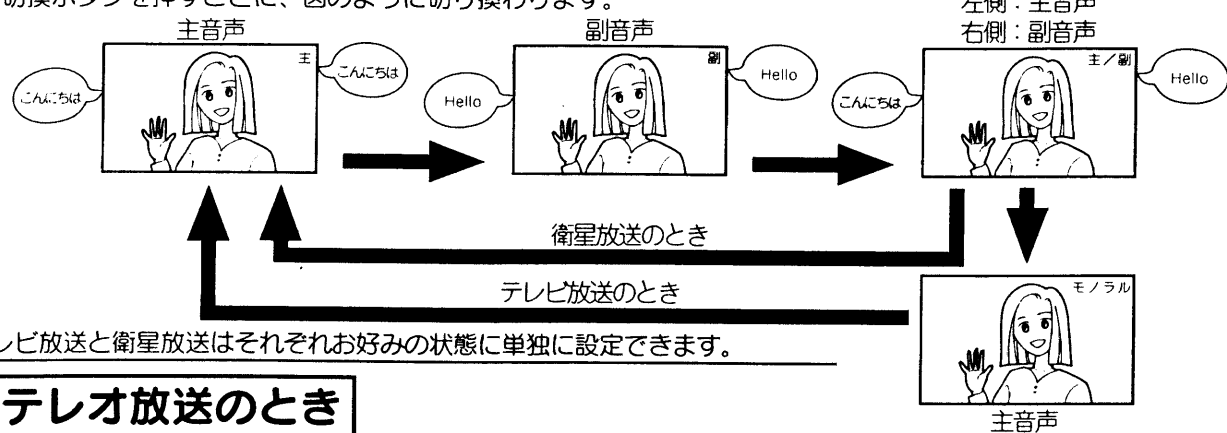 切換ボタンを押すごとに、図のように切り換わります。
主音声
主
こんにちは
こんにちは
副音声
副
Hello
Hello
左側：主音声
右側：副音声
主／副
こんにちは
Hello
衛星放送のとき
テレビ放送のとき
モノラル
主音声
レビ放送と衛星放送はそれぞれお好みの状態に単独に設定できます。
テレオ放送のとき